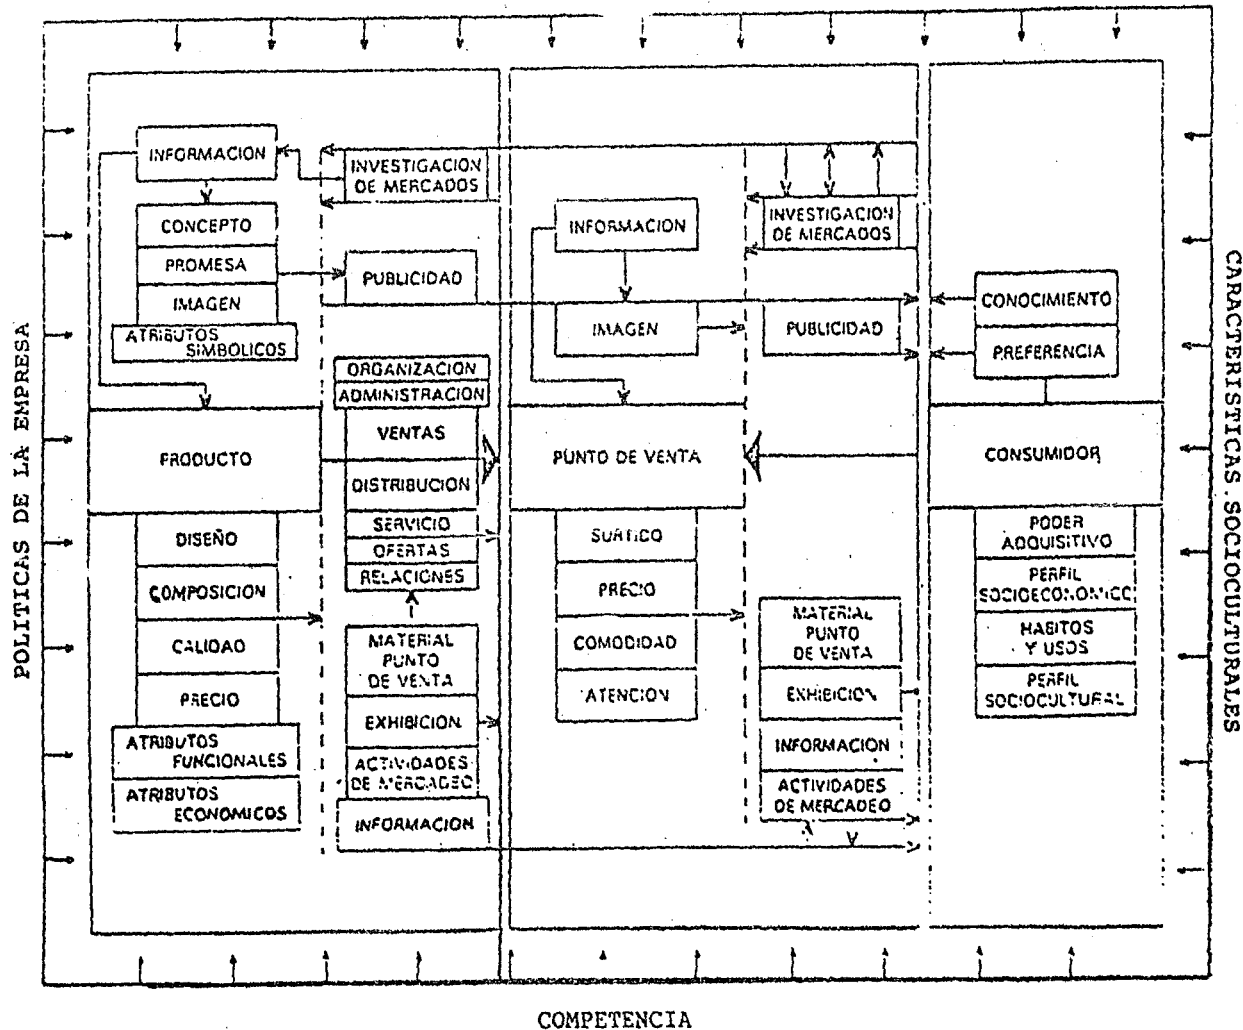 POLITICAS DE LA EMPRESA
INFORMACION
CONCEPTO
PROMESA
IMAGEN
ATRIBUTOS
SIMBOLICOS
PRODUCTO
DISEÑO
COMPOSICION
CALIDAD
PRECIO
ATRIBUTOS
FUNCIONALES
ATRIBUTOS
ECONOMICOS
INVESTIGACION
DE MERCADOS
PUBLICIDAD
ORGANIZACION
ADMINISTRACION
VENTAS
DISTRIBUCION
SERVICIO
OFERTAS
RELACIONES
MATERIAL
PUNTO
DE VENTA
EXHIBICION
ACTIVIDADES
DE MERCADEO
INFORMACION
INFORMACION
IMAGEN
PUNTO DE VENTA
SURTIDO
PRECIO
COMODIDAD
ATENCION
INVESTIGACION
DE MERCADOS
PUBLICIDAD
MATERIAL
PUNTO
DE VENTA
EXHIBICION
INFORMACION
ACTIVIDADES
DE MERCADEO
CONOCIMIENTO
PREFERENCIA
CONSUMIDOR
PODER
ADQUISITIVO
PERFIL
SOCIOECONOMICO
HABITOS
Y USOS
PERFIL
SOCIOCULTURAL
CARACTERISTICAS SOCIOCULTURALES
COMPETENCIA